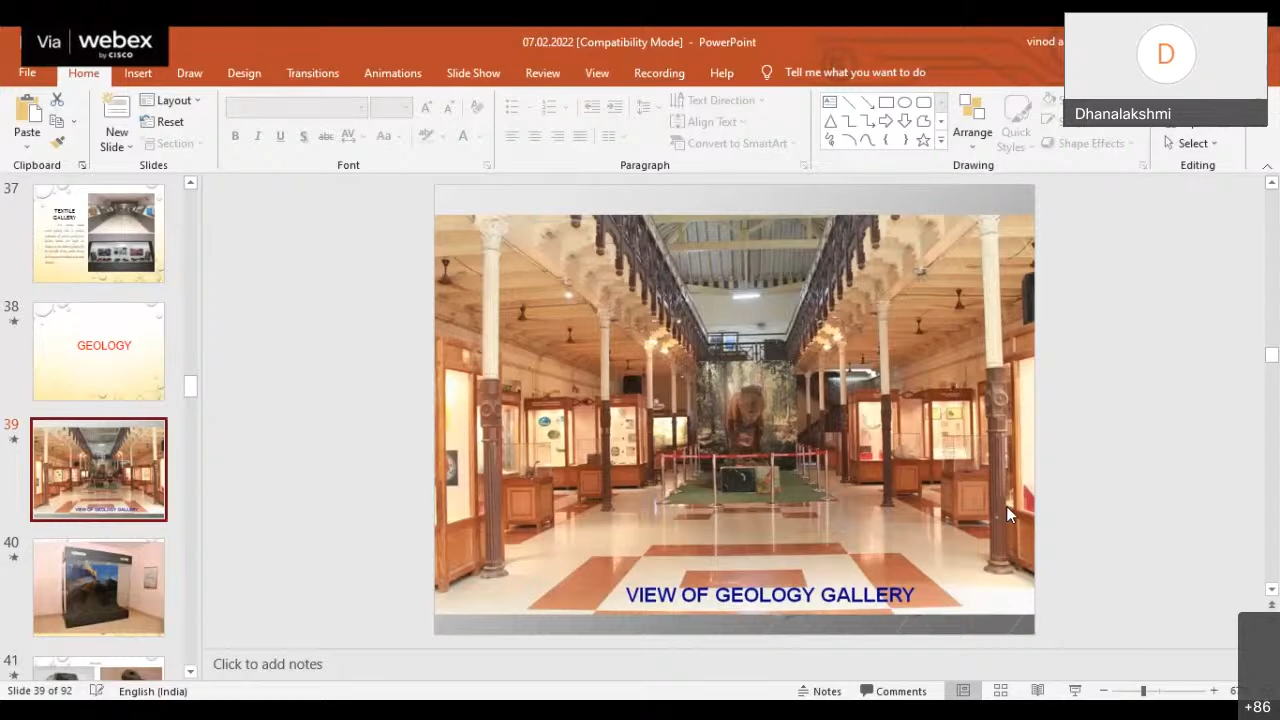 Via webex
by CISCO
07.02.2022 [Compatibility Mode] - PowerPoint
vinod a
D
Dhanalakshmi
File Home Insert Draw Design Transitions Animations Slide Show Review View Recording Help Tell me what you want to do
Paste
New
Slide
Layout
Reset
Section
B I U S abc AV Aa A
Text Direction
Align Text
Convert to SmartArt
Arrange
Quick
Styles
Shape Effects
Select
Clipboard Slides Font Paragraph Drawing Editing
37
TEXTILE
GALLERY
38
GEOLOGY
39
VIEW OF GEOLOGY GALLERY
40
41
VIEW OF GEOLOGY GALLERY
Click to add notes
Slide 39 of 92 English (India) Notes Comments
+86